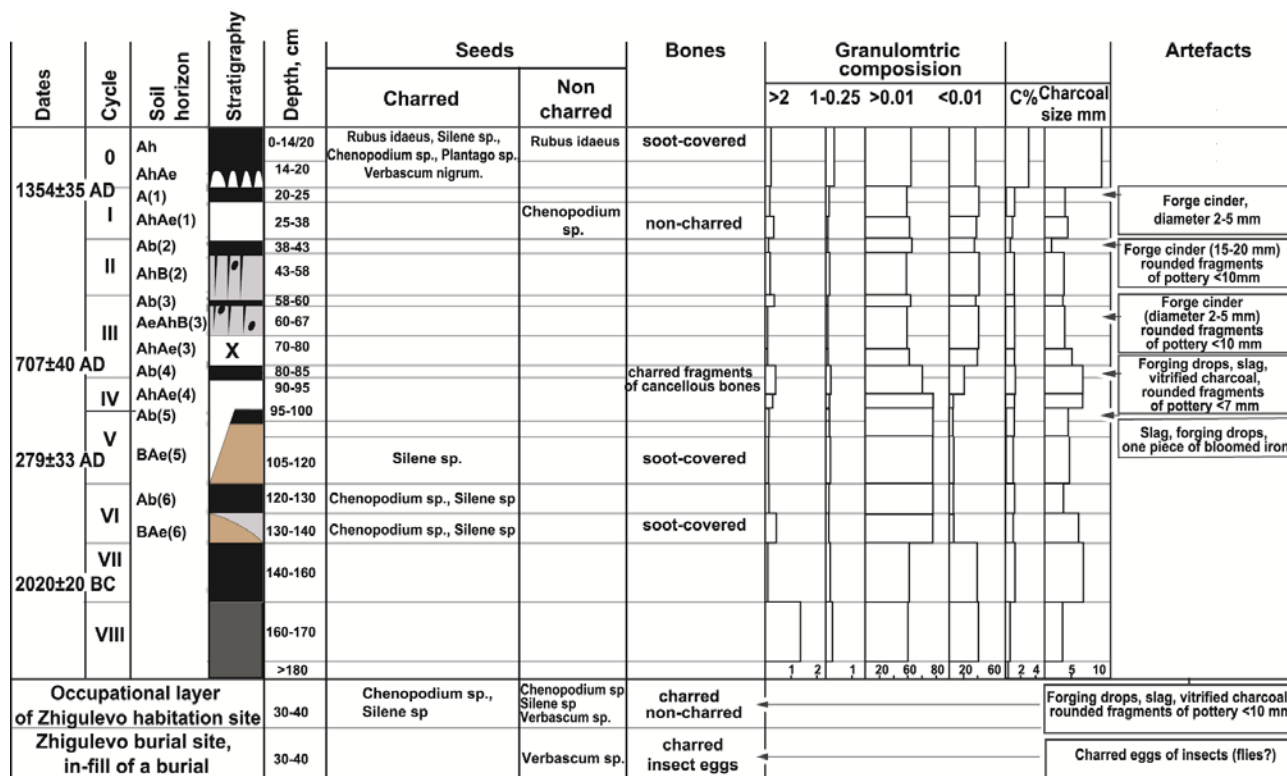 Dates Cycle Soil horizon Stratigraphy Depth, cm Seeds Bones Granulomtric composision Artefacts
Charred Non charred >2 1-0.25 >0.01 <0.01 C% Charcoal size mm
0 Ah 0-14/20 Rubus idaeus, Silene sp., Chenopodium sp., Plantago sp. Verbascum nigrum. Rubus idaeus soot-covered
AhAe 14-20
1354±35 AD
A(1) 20-25 Forge cinder, diameter 2-5 mm
I AhAe(1) 25-38 Chenopodium sp. non-charred
Ab(2) 38-43 Forge cinder (15-20 mm) rounded fragments of pottery <10mm
II AhB(2) 43-58
Ab(3) 58-60
III AeAhB(3) 60-67 Forge cinder (diameter 2-5 mm) rounded fragments of pottery <10 mm
AhAe(3) X 70-80
707±40 AD
Ab(4) 80-85 charred fragments of cancellous bones Forging drops, slag, vitrified charcoal, rounded fragments of pottery <7 mm
IV AhAe(4) 90-95
Ab(5) 95-100 Slag, forging drops, one piece of bloomed iron
V BAe(5) 105-120 Silene sp. soot-covered
279±33 AD
Ab(6) 120-130 Chenopodium sp., Silene sp
VI BAe(6) 130-140 Chenopodium sp., Silene sp soot-covered
VII 140-160
2020±20 BC
VIII 160-170
>180 1 2 1 20 60 80 20 60 2 4 5 10
Occupational layer of Zhigulevo habitation site 30-40 Chenopodium sp., Silene sp Chenopodium sp Silene sp Verbascum sp. charred non-charred Forging drops, slag, vitrified charcoal rounded fragments of pottery <10 mm
Zhigulevo burial site, in-fill of a burial 30-40 Verbascum sp. charred insect eggs Charred eggs of insects (flies?)